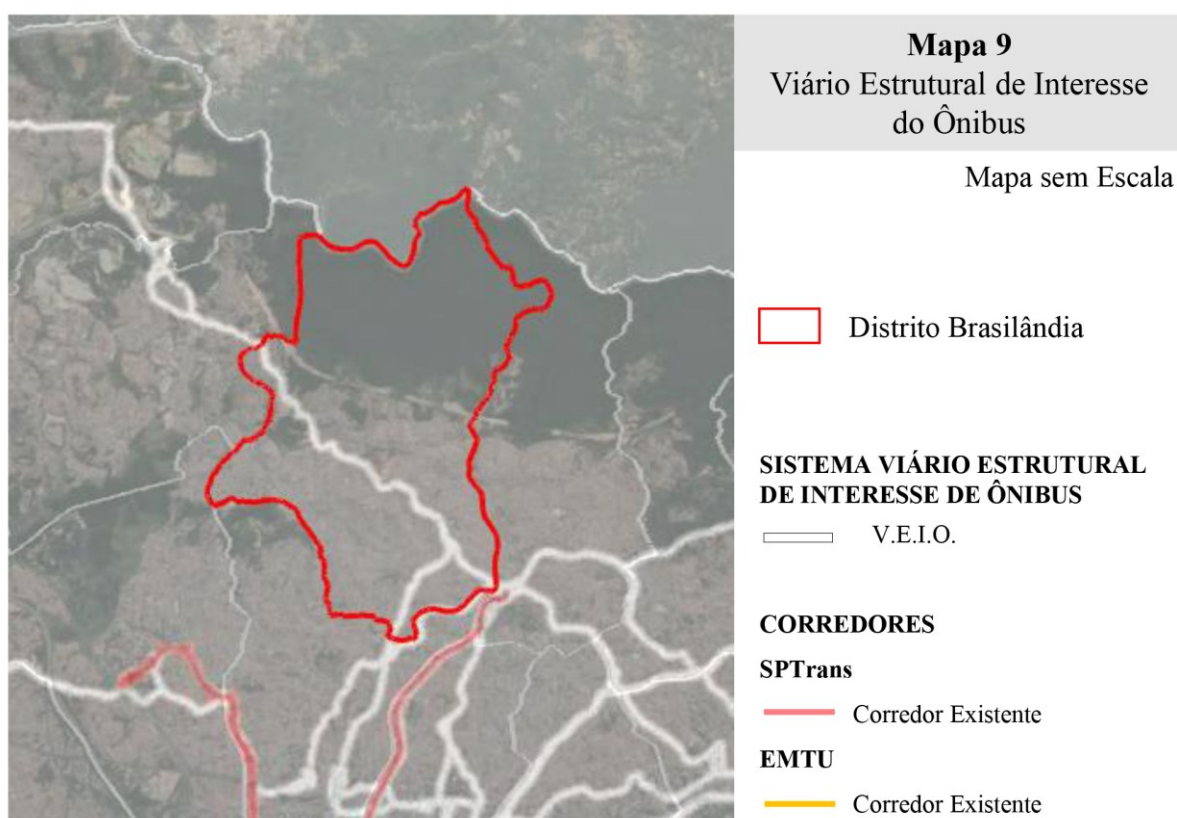 Mapa 9
Viário Estrutural de Interesse
do Ônibus
Mapa sem Escala
Distrito Brasilândia
SISTEMA VIÁRIO ESTRUTURAL
DE INTERESSE DE ÔNIBUS
V.E.I.O.
CORREDORES
SPTrans
Corredor Existente
EMTU
Corredor Existente